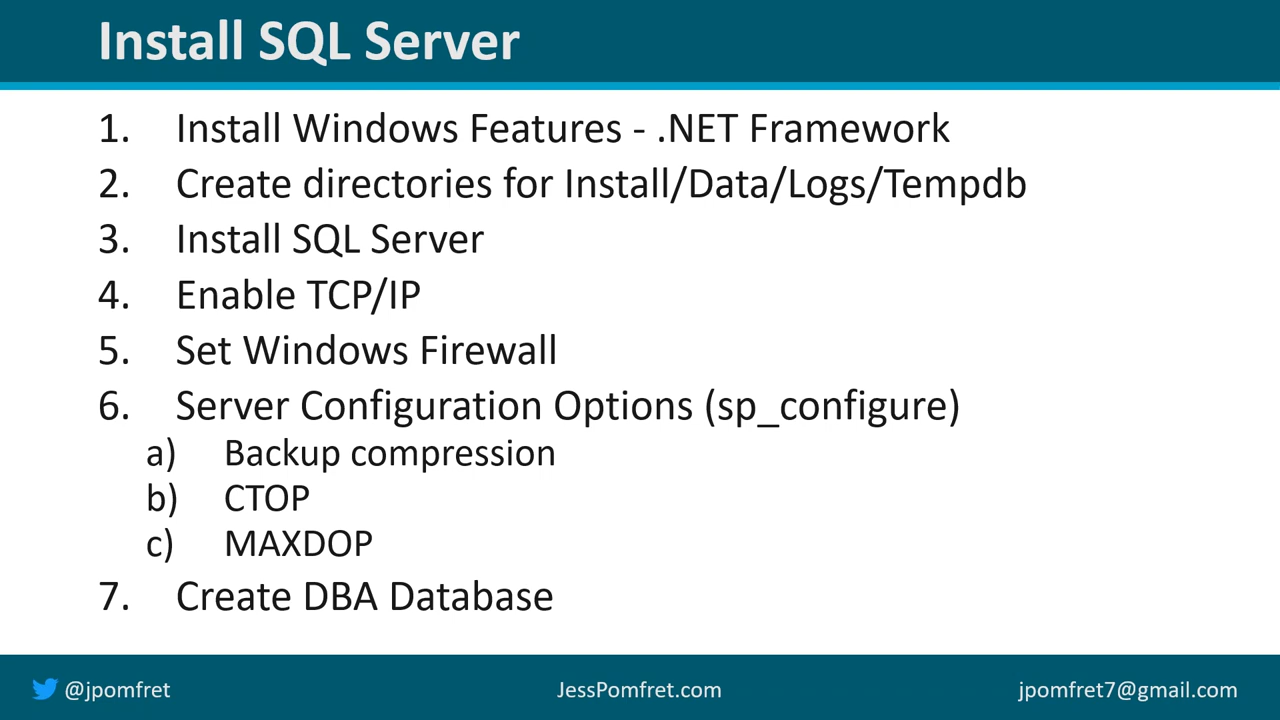 Install SQL Server
1. Install Windows Features - .NET Framework
2. Create directories for Install/Data/Logs/Tempdb
3. Install SQL Server
4. Enable TCP/IP
5. Set Windows Firewall
6. Server Configuration Options (sp_configure)
a) Backup compression
b) CTOP
c) MAXDOP
7. Create DBA Database
@jpomfret
JessPomfret.com
jpomfret7@gmail.com